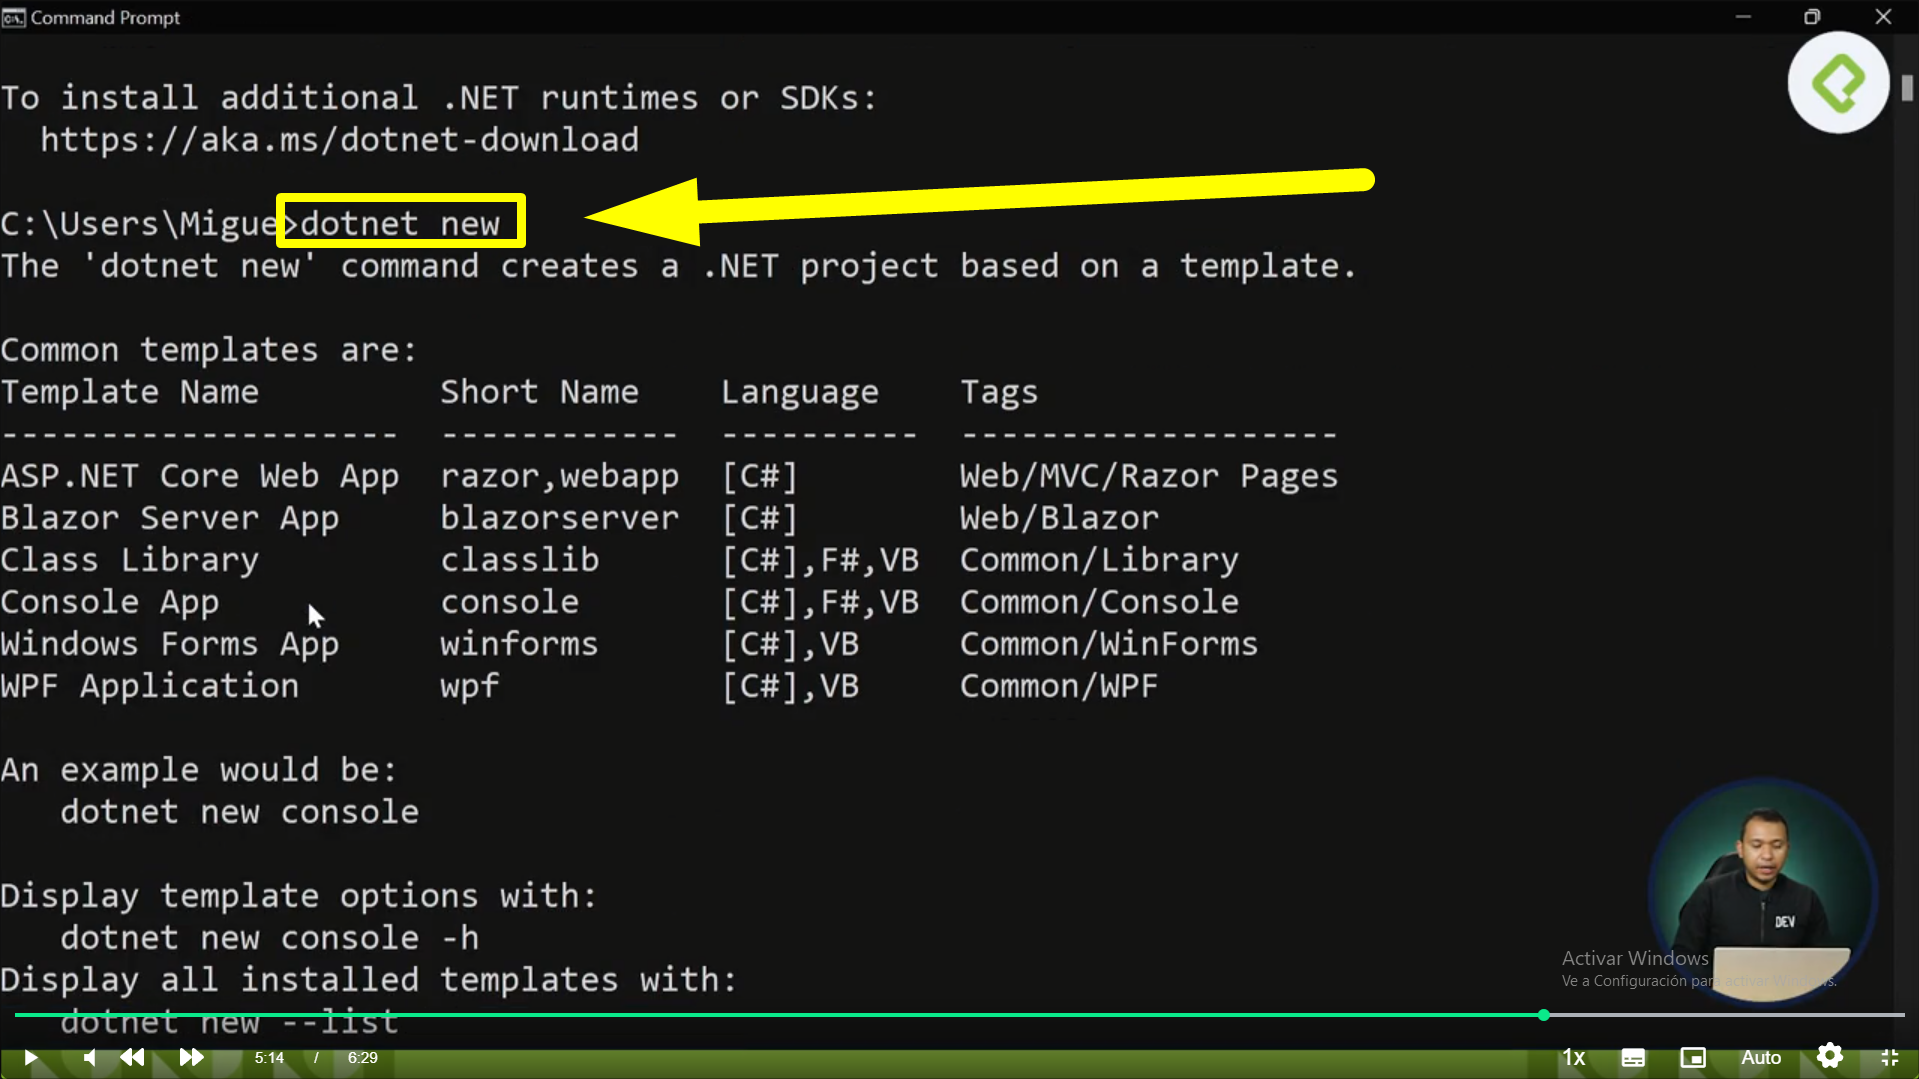 Command Prompt
To install additional .NET runtimes or SDKs:
https://aka.ms/dotnet-download
C:\Users\Migue>dotnet new
The 'dotnet new' command creates a .NET project based on a template.
Common templates are:
Template Name Short Name Language Tags
-------------------- ------------ ---------- -------------------
ASP.NET Core Web App razor,webapp [C#] Web/MVC/Razor Pages
Blazor Server App blazorserver [C#] Web/Blazor
Class Library classlib [C#],F#,VB Common/Library
Console App console [C#],F#,VB Common/Console
Windows Forms App winforms [C#],VB Common/WinForms
WPF Application wpf [C#],VB Common/WPF
An example would be:
dotnet new console
Display template options with:
dotnet new console -h
Display all installed templates with:
dotnet new --list
DEV
Activar Windows
Ve a Configuración para activar Windows.
5:14 / 6:29 1x Auto